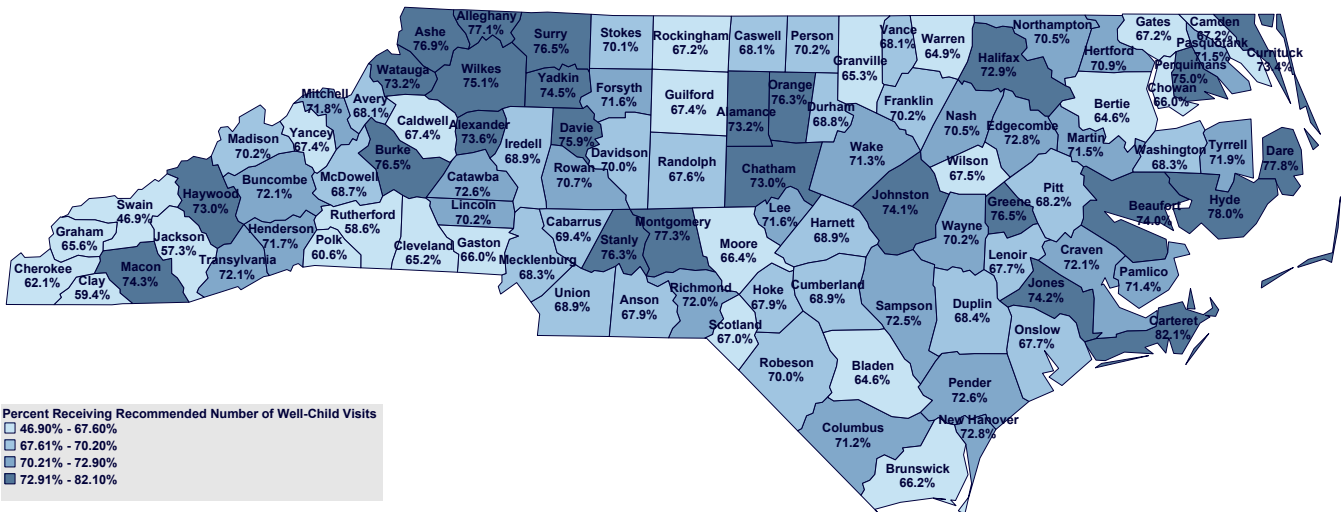 Alleghany
77.1%
Ashe
76.9%
Surry
76.5%
Stokes
70.1%
Rockingham
67.2%
Caswell
68.1%
Person
70.2%
Granville
65.3%
Vance
68.1%
Warren
64.9%
Northampton
70.5%
Gates
67.2%
Camden
67.2%
Pasquotank
71.5%
Currituck
73.4%
Halifax
72.9%
Hertford
70.9%
Perquimans
75.0%
Chowan
66.0%
Watauga
73.2%
Wilkes
75.1%
Yadkin
74.5%
Forsyth
71.6%
Guilford
67.4%
Alamance
73.2%
Orange
76.3%
Durham
68.8%
Franklin
70.2%
Nash
70.5%
Edgecombe
72.8%
Bertie
64.6%
Martin
71.5%
Washington
68.3%
Tyrrell
71.9%
Dare
77.8%
Mitchell
71.8%
Avery
68.1%
Caldwell
67.4%
Alexander
73.6%
Davie
75.9%
Iredell
68.9%
Davidson
70.0%
Randolph
67.6%
Chatham
73.0%
Wake
71.3%
Wilson
67.5%
Madison
70.2%
Yancey
67.4%
Burke
76.5%
Rowan
70.7%
Catawba
72.6%
McDowell
68.7%
Buncombe
72.1%
Haywood
73.0%
Johnston
74.1%
Greene
76.5%
Pitt
68.2%
Beaufort
74.0%
Hyde
78.0%
Swain
46.9%
Graham
65.6%
Jackson
57.3%
Henderson
71.7%
Rutherford
58.6%
Lincoln
70.2%
Cabarrus
69.4%
Stanly
76.3%
Montgomery
77.3%
Lee
71.6%
Harnett
68.9%
Wayne
70.2%
Lenoir
67.7%
Craven
72.1%
Pamlico
71.4%
Cherokee
62.1%
Clay
59.4%
Macon
74.3%
Transylvania
72.1%
Polk
60.6%
Cleveland
65.2%
Gaston
66.0%
Mecklenburg
68.3%
Union
68.9%
Anson
67.9%
Richmond
72.0%
Moore
66.4%
Hoke
67.9%
Cumberland
68.9%
Sampson
72.5%
Duplin
68.4%
Jones
74.2%
Onslow
67.7%
Carteret
82.1%
Scotland
67.0%
Robeson
70.0%
Bladen
64.6%
Pender
72.6%
Columbus
71.2%
New Hanover
72.8%
Brunswick
66.2%
Percent Receiving Recommended Number of Well-Child Visits
46.90% - 67.60%
67.61% - 70.20%
70.21% - 72.90%
72.91% - 82.10%